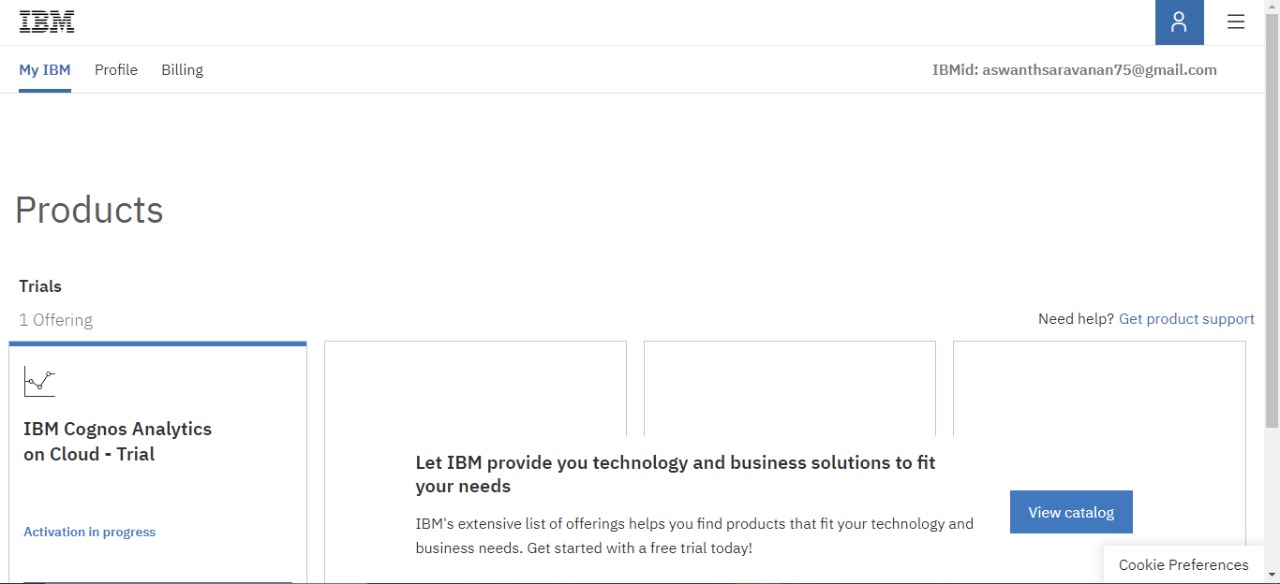 IBM
My IBM Profile Billing IBMid: aswanthsaravanan75@gmail.com
Products
Trials
1 Offering
Need help? Get product support
IBM Cognos Analytics
on Cloud - Trial
Activation in progress
Let IBM provide you technology and business solutions to fit
your needs
IBM's extensive list of offerings helps you find products that fit your technology and
business needs. Get started with a free trial today!
View catalog
Cookie Preferences